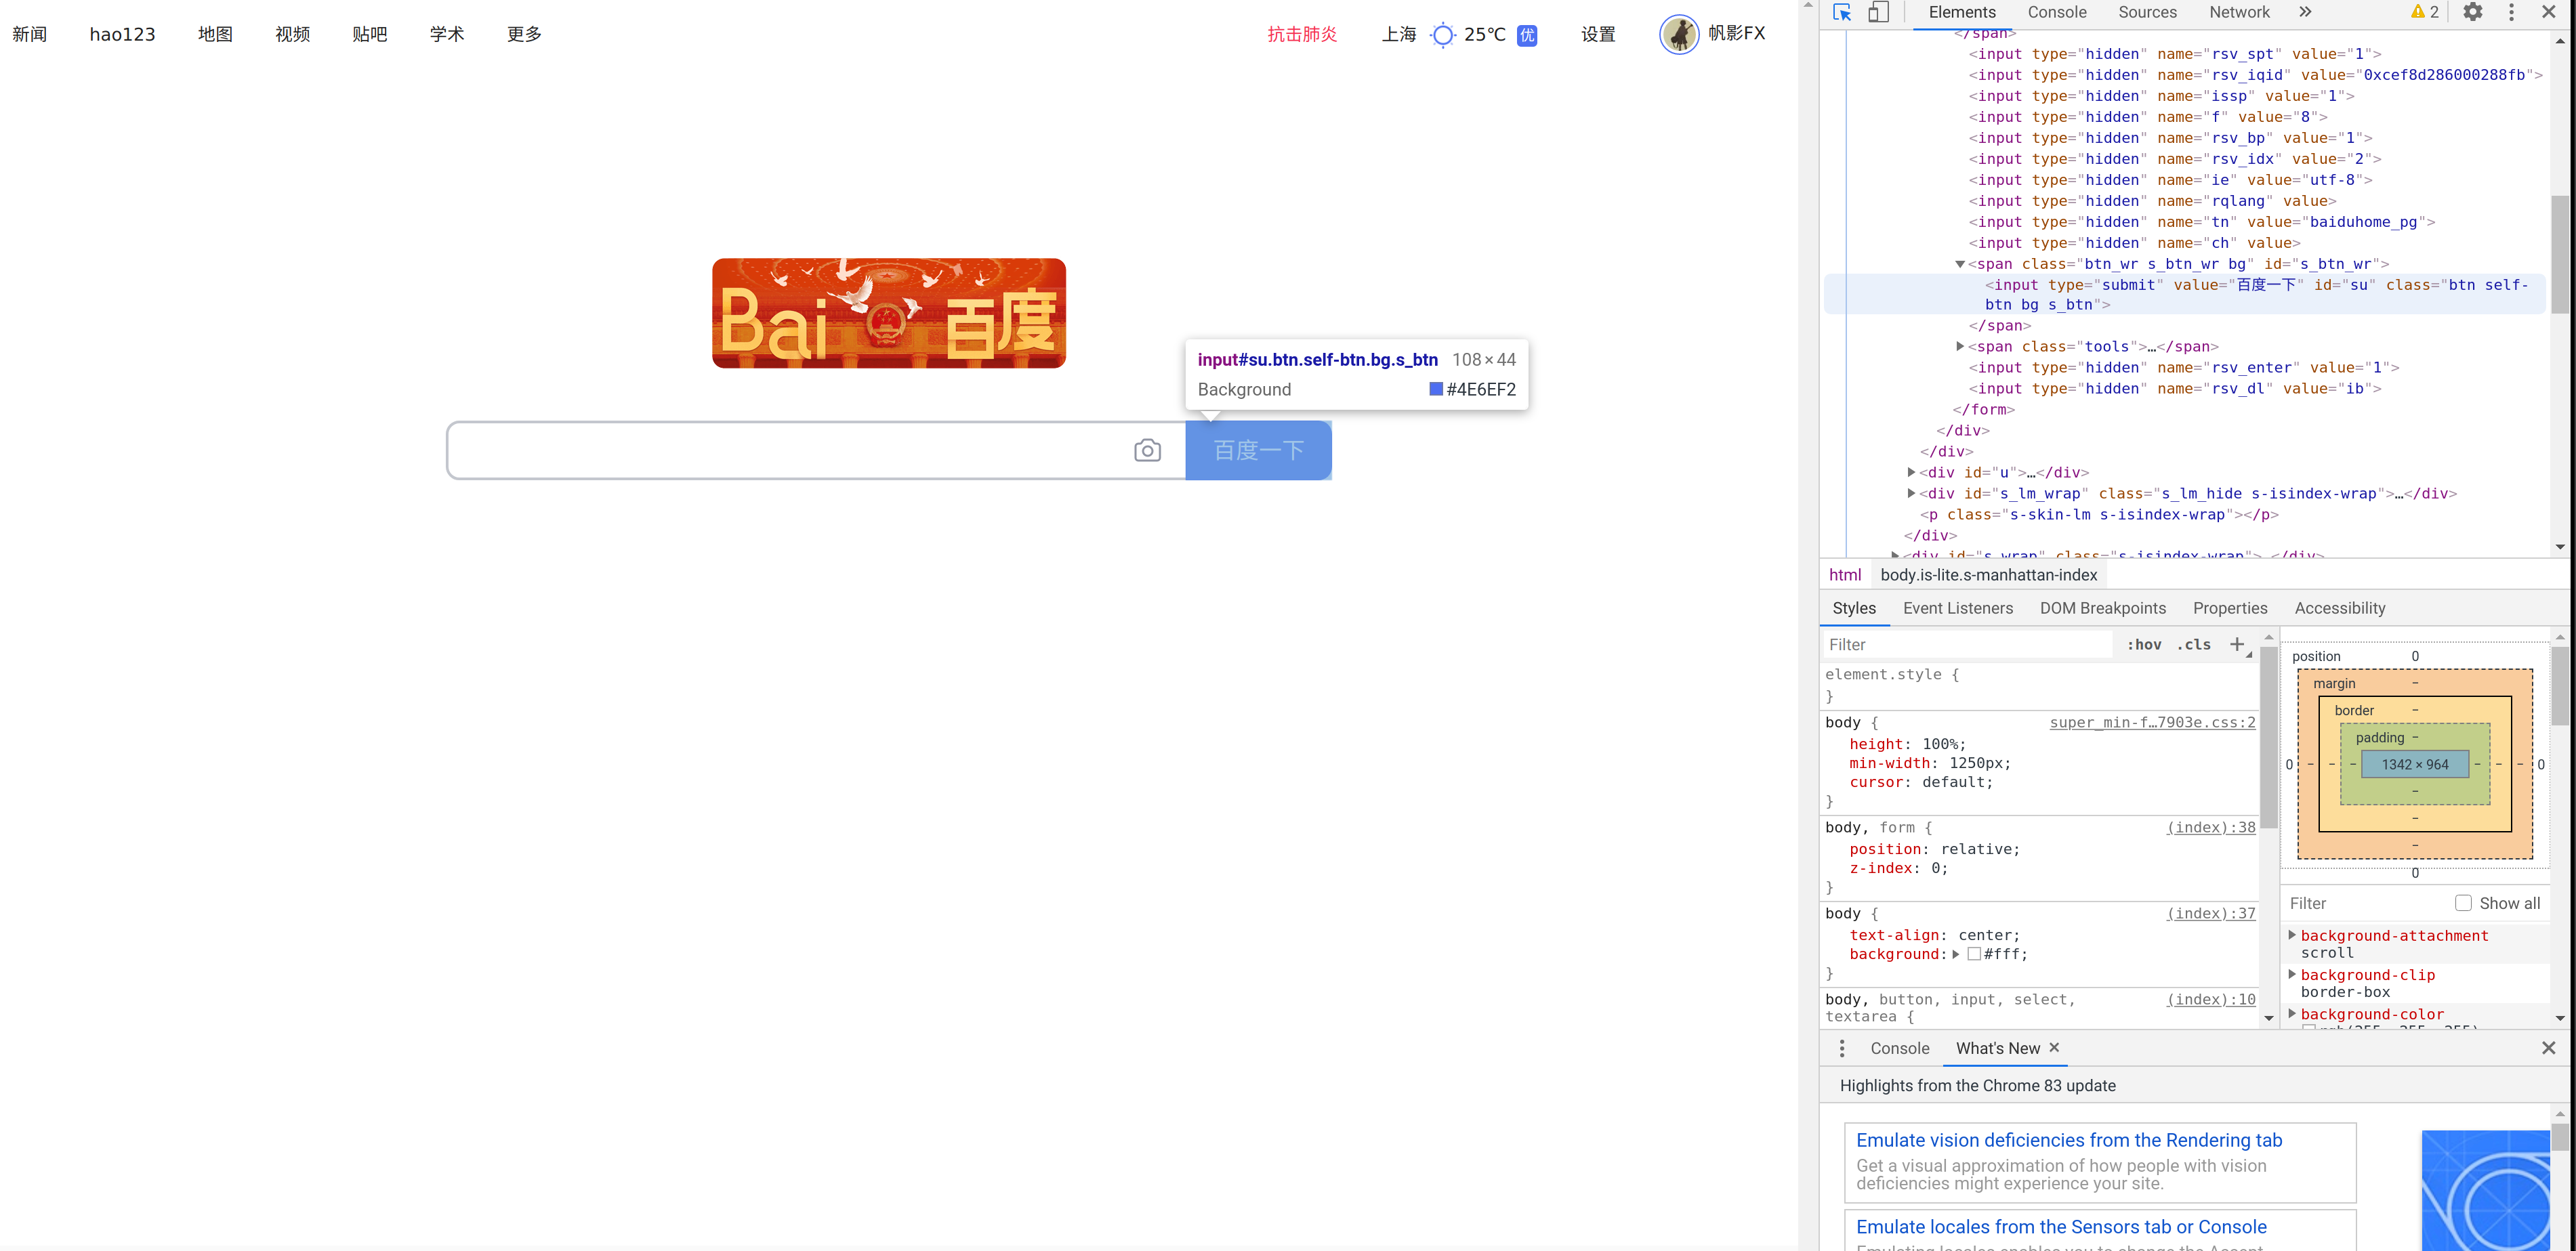 新闻 hao123 地图 视频 贴吧 学术 更多 抗击肺炎 上海 25℃ 优 设置 帆影FX
Bai 百度
input#su.btn.self-btn.bg.s_btn 108 × 44
Background #4E6EF2
百度一下
Elements Console Sources Network » 2
</span>
<input type="hidden" name="rsv_spt" value="1">
<input type="hidden" name="rsv_iqid" value="0xcef8d286000288fb">
<input type="hidden" name="issp" value="1">
<input type="hidden" name="f" value="8">
<input type="hidden" name="rsv_bp" value="1">
<input type="hidden" name="rsv_idx" value="2">
<input type="hidden" name="ie" value="utf-8">
<input type="hidden" name="rqlang" value>
<input type="hidden" name="tn" value="baiduhome_pg">
<input type="hidden" name="ch" value>
<span class="btn_wr s_btn_wr bg" id="s_btn_wr">
<input type="submit" value="百度一下" id="su" class="btn self-
btn bg s_btn">
</span>
<span class="tools">…</span>
<input type="hidden" name="rsv_enter" value="1">
<input type="hidden" name="rsv_dl" value="ib">
</form>
</div>
</div>
<div id="u">…</div>
<div id="s_lm_wrap" class="s_lm_hide s-isindex-wrap">…</div>
<p class="s-skin-lm s-isindex-wrap"></p>
</div>
<div id="s_wrap" class="s-isindex-wrap">…</div>
html body.is-lite.s-manhattan-index
Styles Event Listeners DOM Breakpoints Properties Accessibility
Filter :hov .cls +
element.style {
}
body { super_min-f…7903e.css:2
height: 100%;
min-width: 1250px;
cursor: default;
}
body, form { (index):38
position: relative;
z-index: 0;
}
body { (index):37
text-align: center;
background: #fff;
}
body, button, input, select, (index):10
textarea {
position 0
margin –
border –
padding –
0 – – – 1342 × 964 – – – 0
–
–
–
0
Filter Show all
background-attachment
scroll
background-clip
border-box
background-color
rgb(255, 255, 255)
Console What's New ×
Highlights from the Chrome 83 update
Emulate vision deficiencies from the Rendering tab
Get a visual approximation of how people with vision
deficiencies might experience your site.
Emulate locales from the Sensors tab or Console